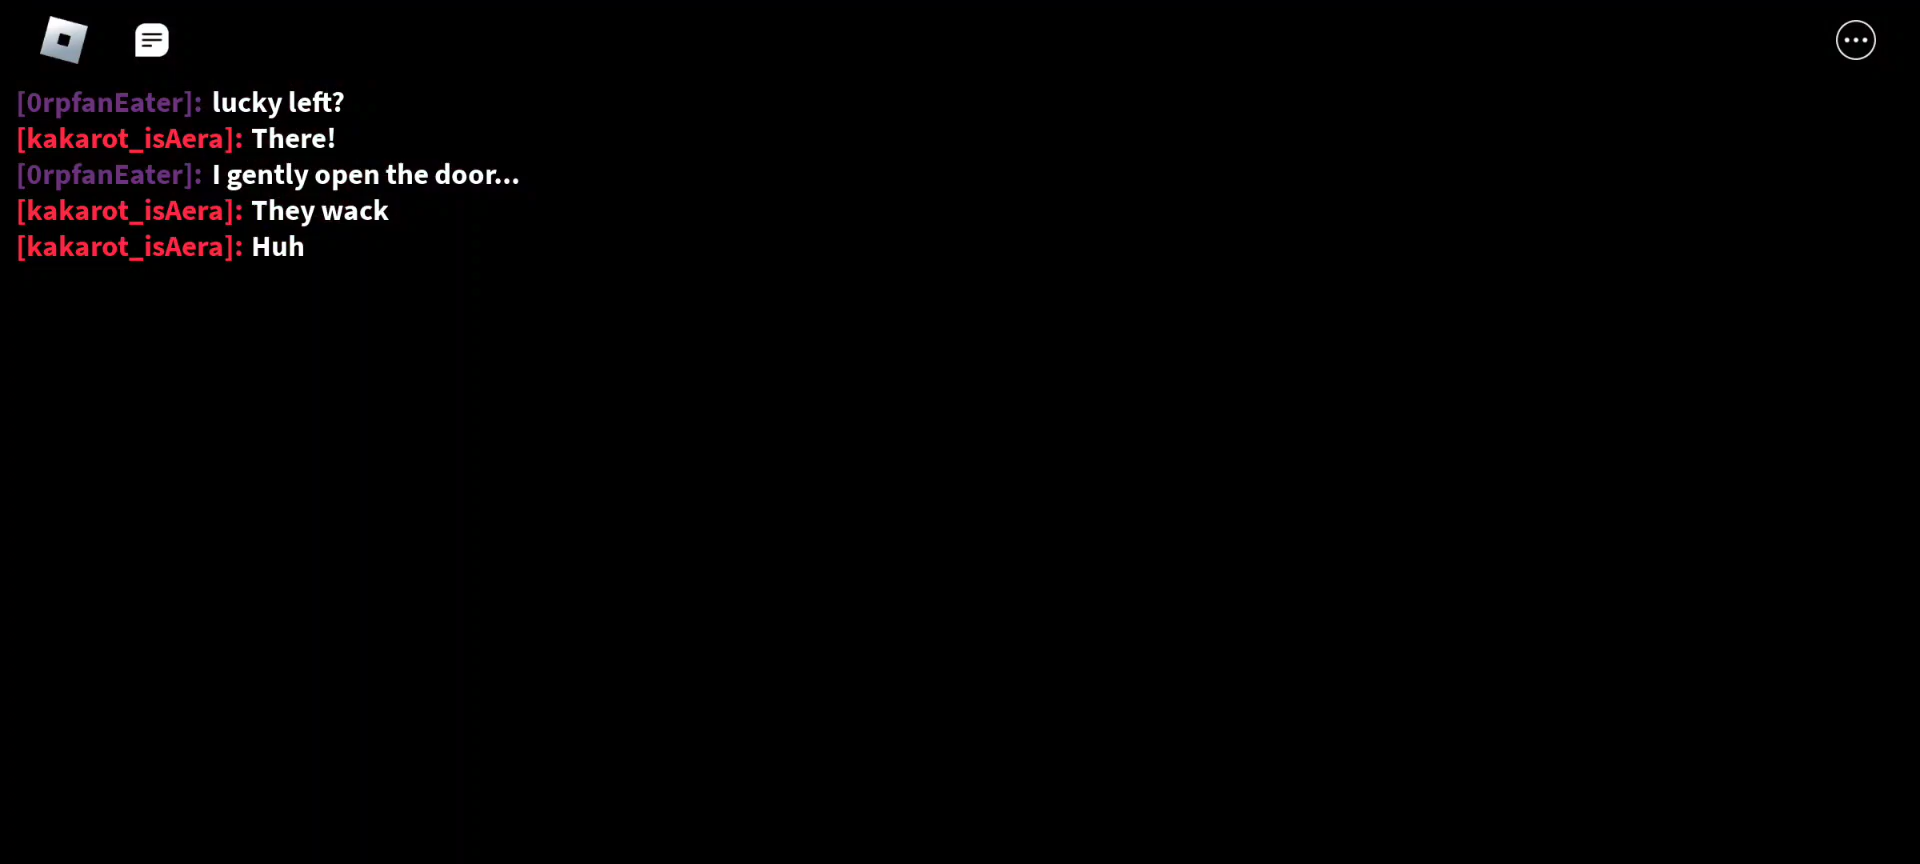 [0rpfanEater]: lucky left?
[kakarot_isAera]: There!
[0rpfanEater]: I gently open the door...
[kakarot_isAera]: They wack
[kakarot_isAera]: Huh